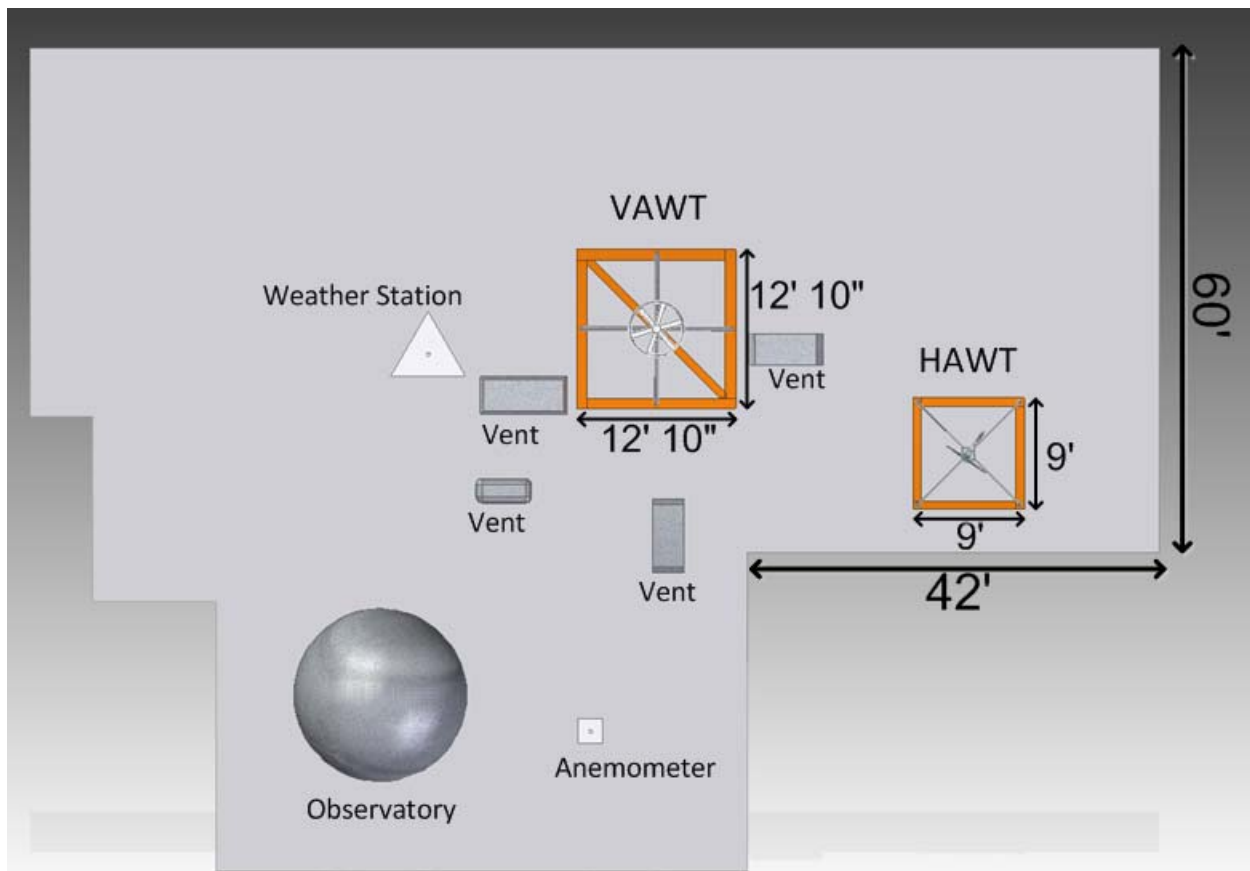 VAWT
Weather Station
12' 10"
60'
Vent
HAWT
Vent
12' 10"
9'
Vent
9'
Vent
42'
Anemometer
Observatory